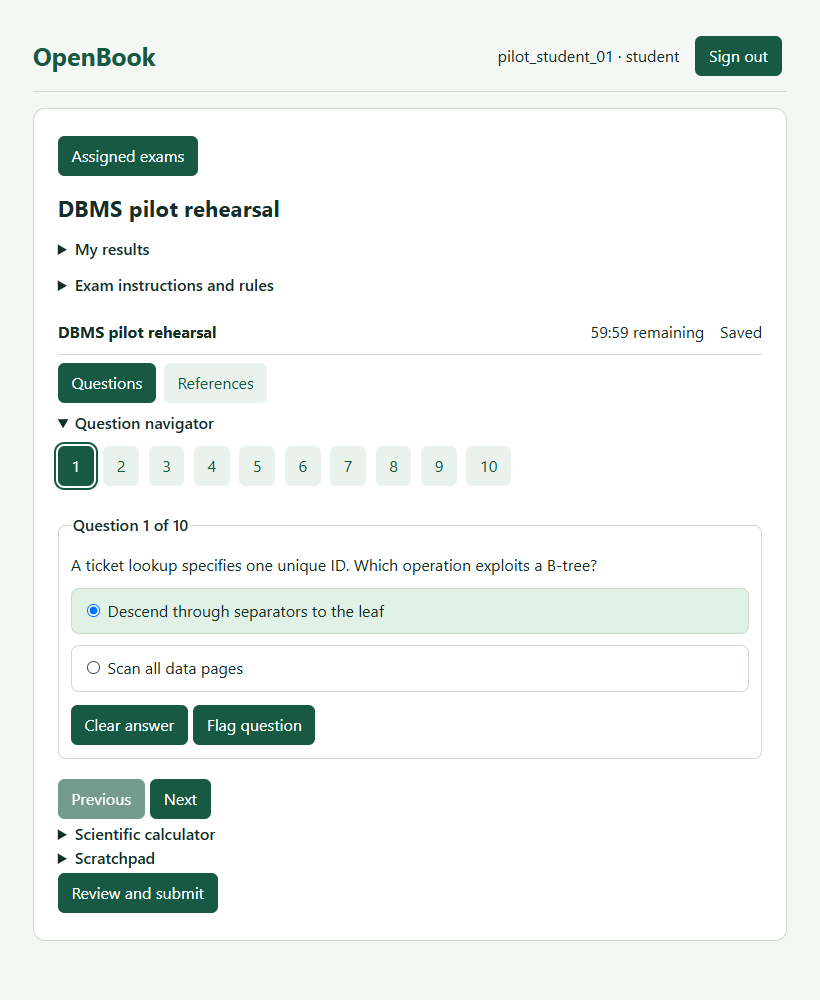 OpenBook
pilot_student_01 · student
Sign out
Assigned exams
DBMS pilot rehearsal
My results
Exam instructions and rules
DBMS pilot rehearsal
59:59 remaining
Saved
Questions
References
Question navigator
1 2 3 4 5 6 7 8 9 10
Question 1 of 10
A ticket lookup specifies one unique ID. Which operation exploits a B-tree?
Descend through separators to the leaf
Scan all data pages
Clear answer
Flag question
Previous
Next
Scientific calculator
Scratchpad
Review and submit